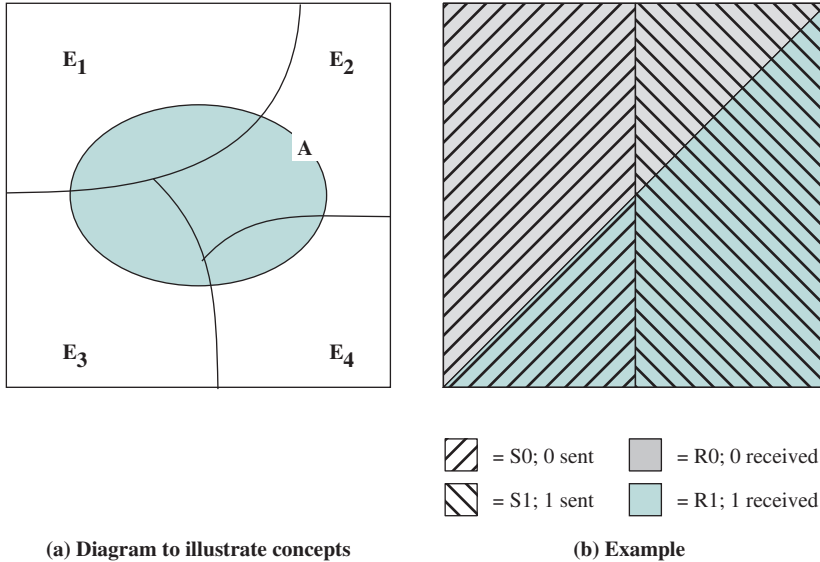 E1
E2
A
E3
E4
= S0; 0 sent
= R0; 0 received
= S1; 1 sent
= R1; 1 received
(a) Diagram to illustrate concepts
(b) Example